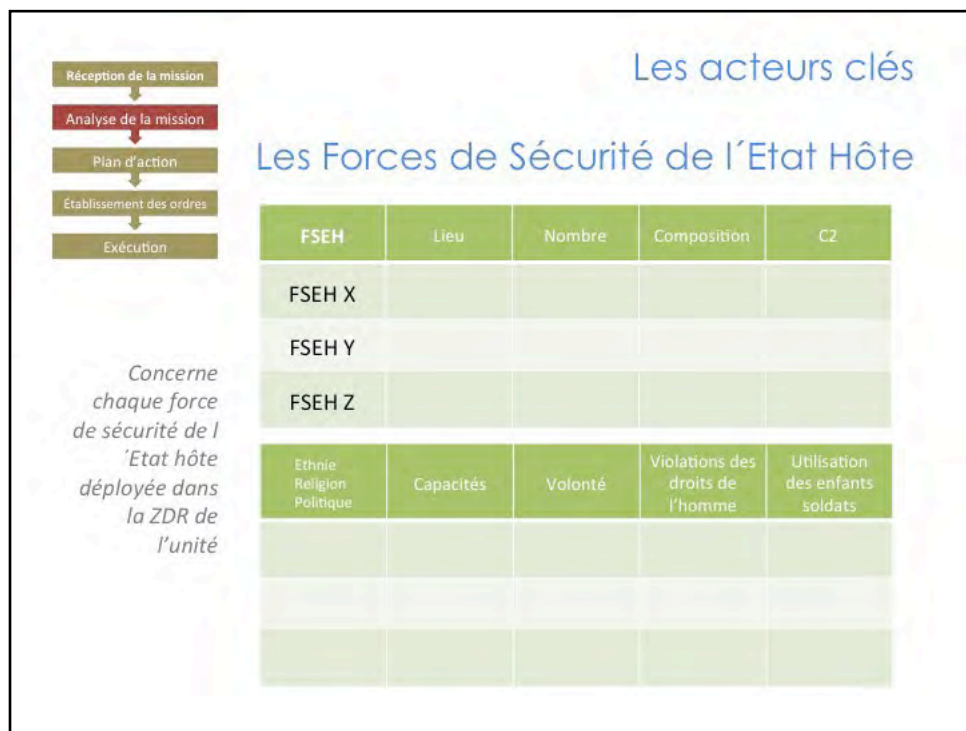 Les acteurs clés
Réception de la mission
Analyse de la mission
Plan d'action
Établissement des ordres
Exécution
Les Forces de Sécurité de l´Etat Hôte
FSEH Lieu Nombre Composition C2
FSEH X
FSEH Y
FSEH Z
Concerne
chaque force
de sécurité de l
´Etat hôte
déployée dans
la ZDR de
l’unité
Ethnie
Religion
Politique
Capacités
Volonté
Violations des
droits de
l’homme
Utilisation
des enfants
soldats